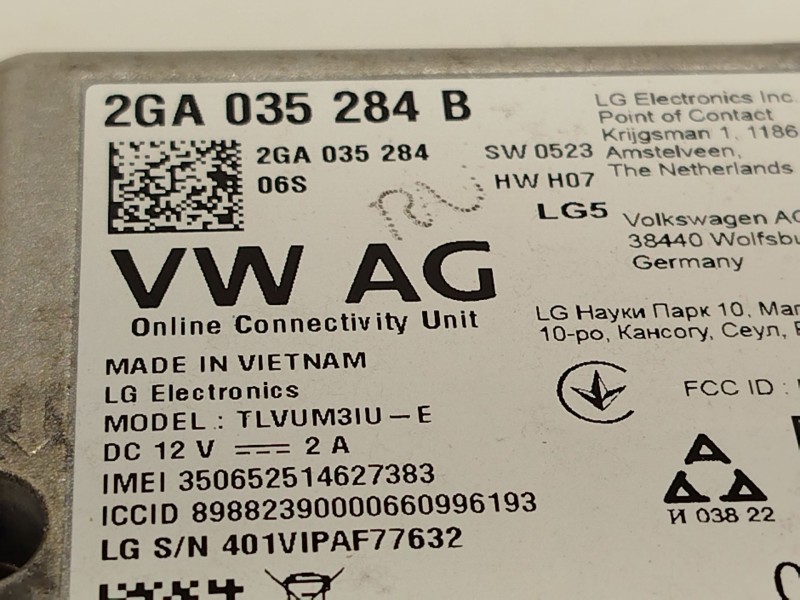 2GA 035 284 B
2GA 035 284
06S
SW 0523
HW H07
LG5
VW AG
Online Connectivity Unit
MADE IN VIETNAM
LG Electronics
MODEL : TLVUM3IU-E
DC 12 V 2 A
IMEI 350652514627383
ICCID 89882390000660996193
LG S/N 401VIPAF77632
LG Electronics Inc.
Point of Contact
Krijgsman 1, 1186
Amstelveen,
The Netherlands
Volkswagen AG
38440
Germany
LG Науки Парк 10,
10-ро, Кансогу, Сеул,
FCC ID :
И 038 22